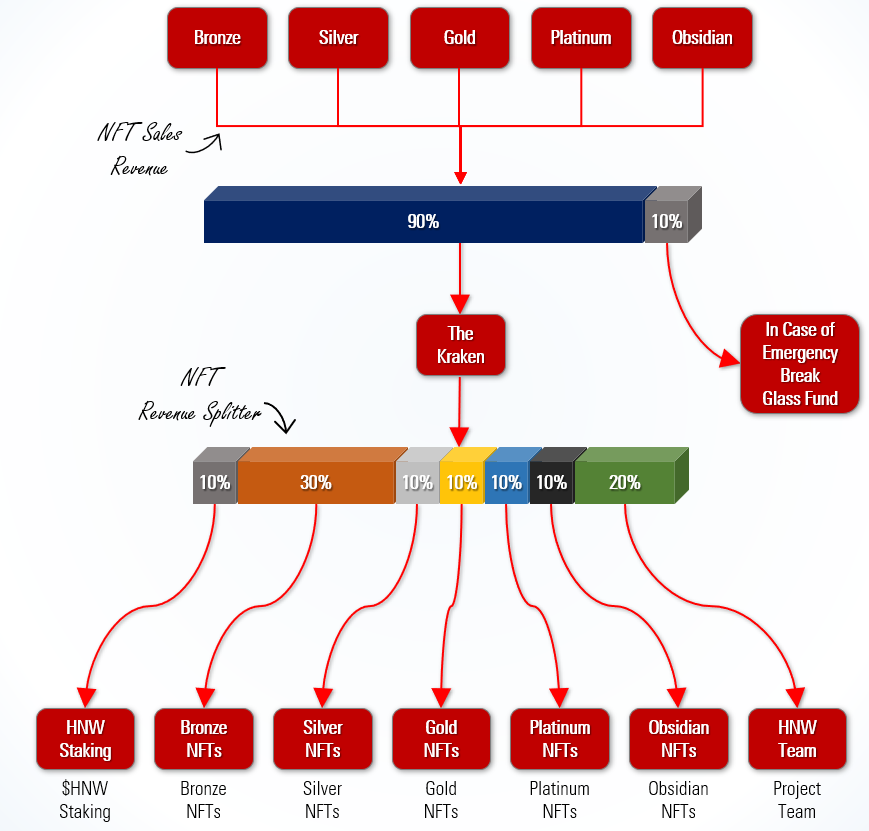 Bronze
Silver
Gold
Platinum
Obsidian
NFT Sales
Revenue
90%
10%
The
Kraken
In Case of
Emergency
Break
Glass Fund
NFT
Revenue Splitter
10%
30%
10%
10%
10%
10%
20%
HNW
Staking
Bronze
NFTs
Silver
NFTs
Gold
NFTs
Platinum
NFTs
Obsidian
NFTs
HNW
Team
$HNW
Staking
Bronze
NFTs
Silver
NFTs
Gold
NFTs
Platinum
NFTs
Obsidian
NFTs
Project
Team